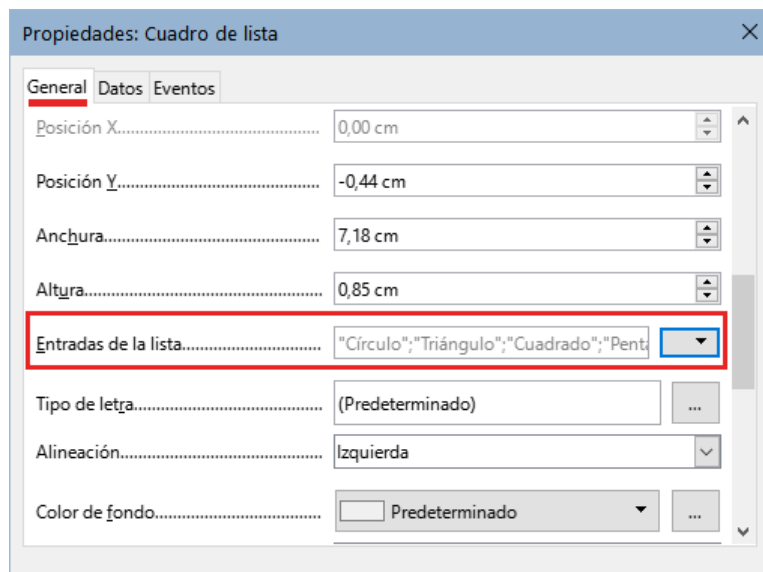 Propiedades: Cuadro de lista
General Datos Eventos
Posición X 0,00 cm
Posición Y -0,44 cm
Anchura 7,18 cm
Altura 0,85 cm
Entradas de la lista "Círculo";"Triángulo";"Cuadrado";"Penta
Tipo de letra (Predeterminado) ...
Alineación Izquierda
Color de fondo Predeterminado ...